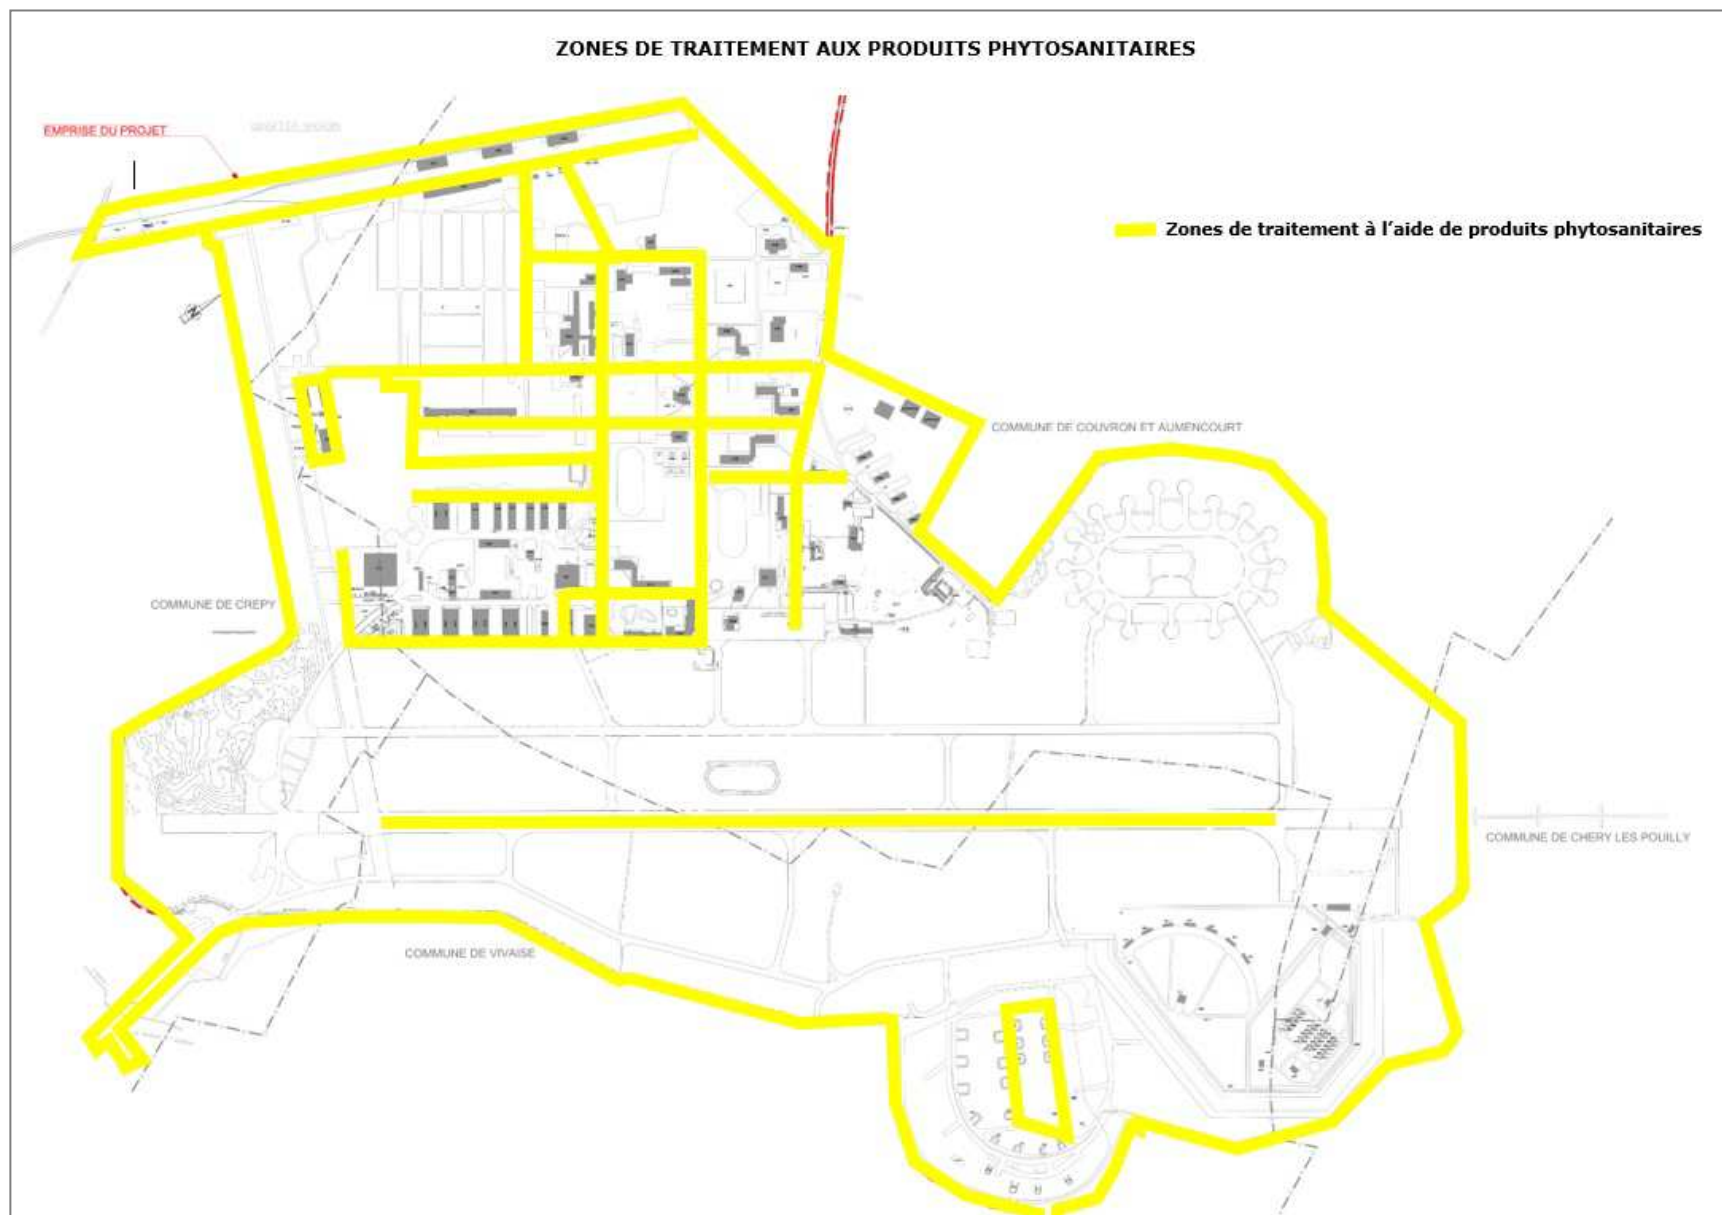 ZONES DE TRAITEMENT AUX PRODUITS PHYTOSANITAIRES
EMPRISE DU PROJET
Zones de traitement à l'aide de produits phytosanitaires
COMMUNE DE COUVRON ET AUMENCOURT
COMMUNE DE CREPY
COMMUNE DE CHERY LES POUILLY
COMMUNE DE VIVAISE